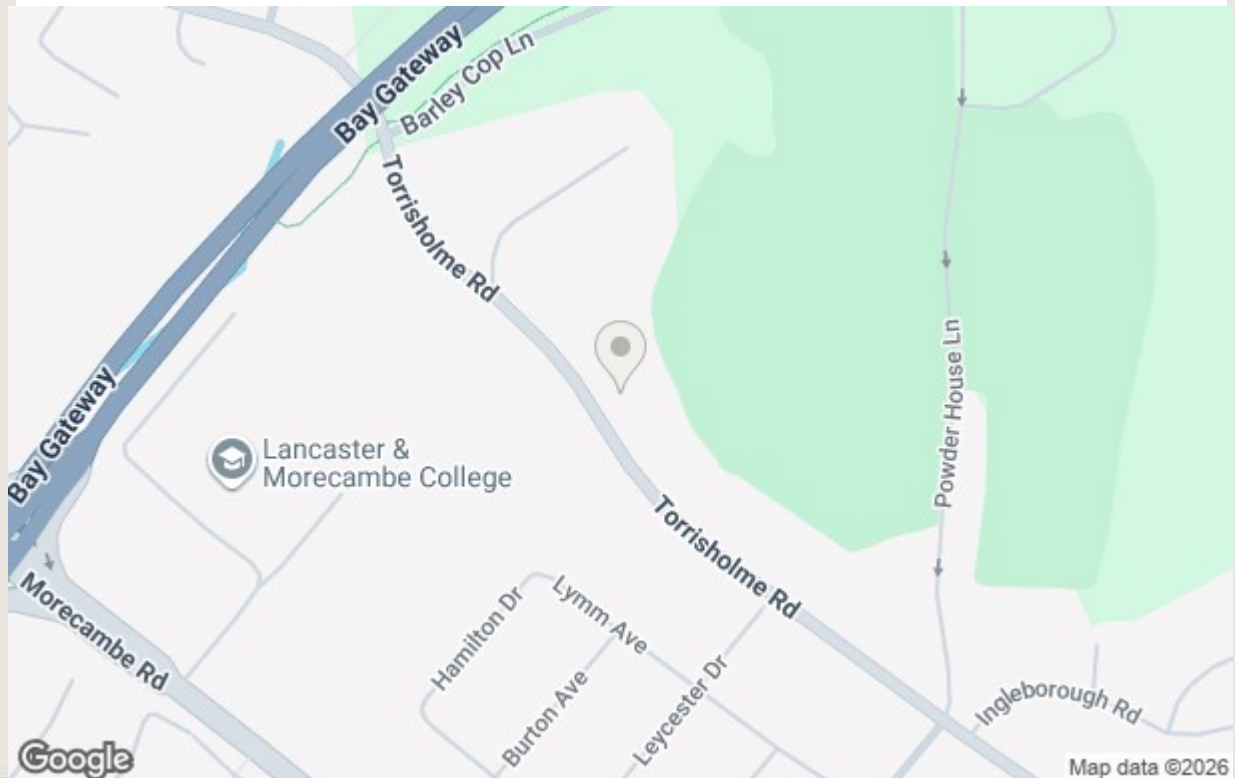 Bay Gateway
Barley Cop Ln
Torrisholme Rd
Powder House Ln
Bay Gateway
Lancaster &
Morecambe College
Torrisholme Rd
Morecambe Rd
Hamilton Dr
Lymm Ave
Burton Ave
Leycester Dr
Ingleborough Rd
Google
Map data ©2026